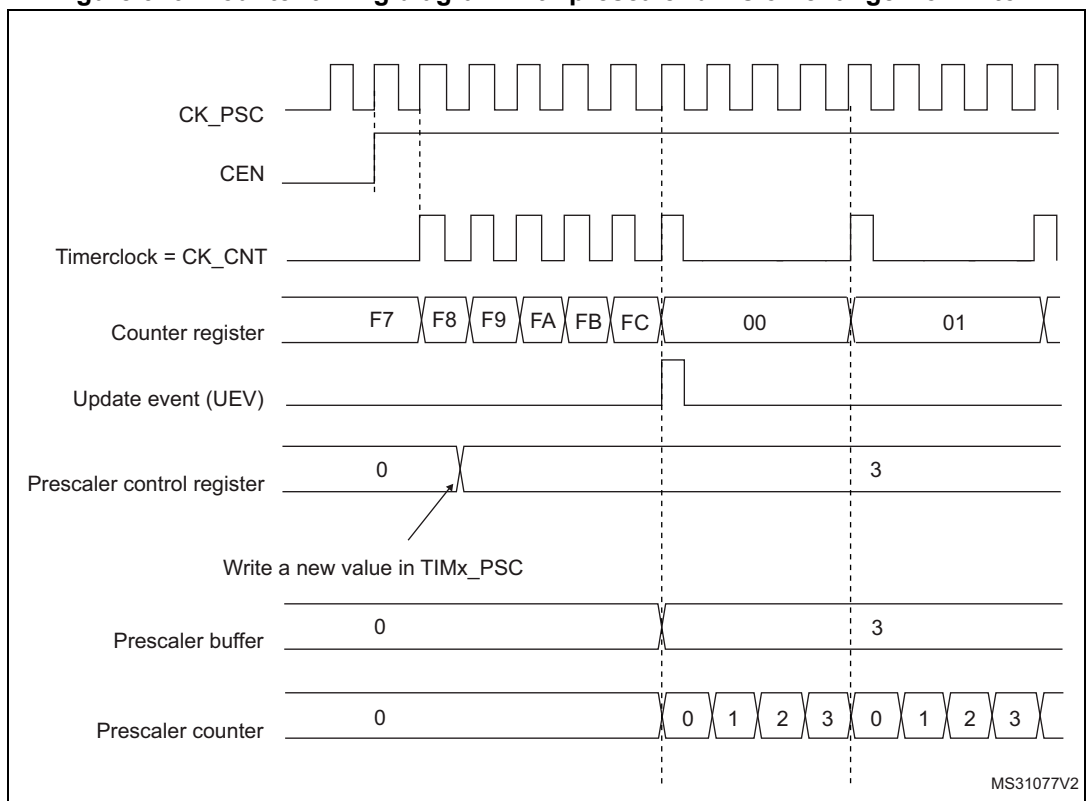 CK_PSC
CEN
Timerclock = CK_CNT
Counter register
F7 F8 F9 FA FB FC 00 01
Update event (UEV)
Prescaler control register
0 3
Write a new value in TIMx_PSC
Prescaler buffer
0 3
Prescaler counter
0 0 1 2 3 0 1 2 3
MS31077V2